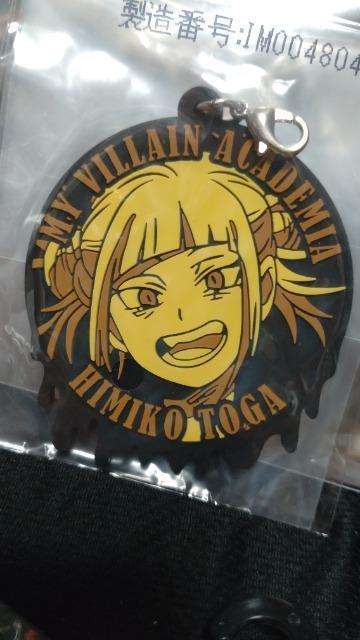 製造番号:IM004804
MY VILLAIN ACADEMIA
HIMIKO TOGA